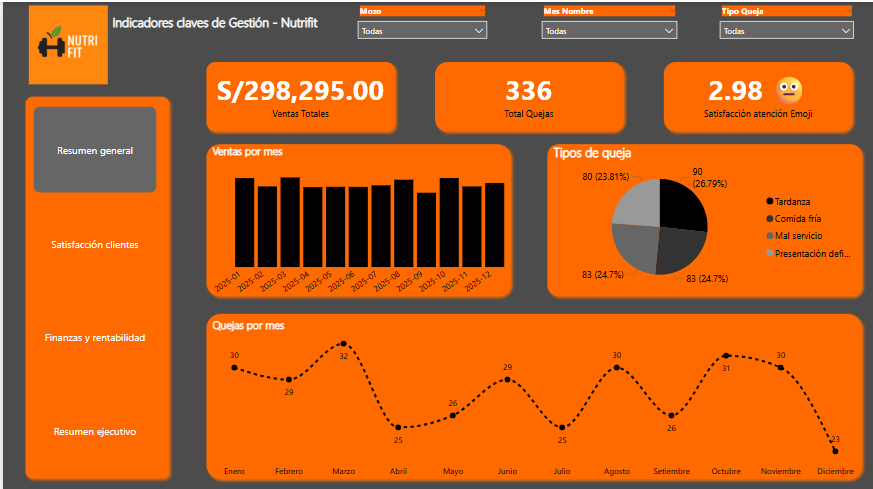 NUTRI
FIT
Indicadores claves de Gestión - Nutrifit
Mozo
Todas
Mes Nombre
Todas
Tipo Queja
Todas
Resumen general
Satisfacción clientes
Finanzas y rentabilidad
Resumen ejecutivo
S/298,295.00
Ventas Totales
336
Total Quejas
2.98
Satisfacción atención Emoji
Ventas por mes
2025-01
2025-02
2025-03
2025-04
2025-05
2025-06
2025-07
2025-08
2025-09
2025-10
2025-11
2025-12
Tipos de queja
80 (23.81%)
90
(26.79%)
83 (24.7%)
83 (24.7%)
Tardanza
Comida fría
Mal servicio
Presentación defi...
Quejas por mes
30
29
32
25
26
29
25
30
26
31
30
23
Enero
Febrero
Marzo
Abril
Mayo
Junio
Julio
Agosto
Setiembre
Octubre
Noviembre
Diciembre